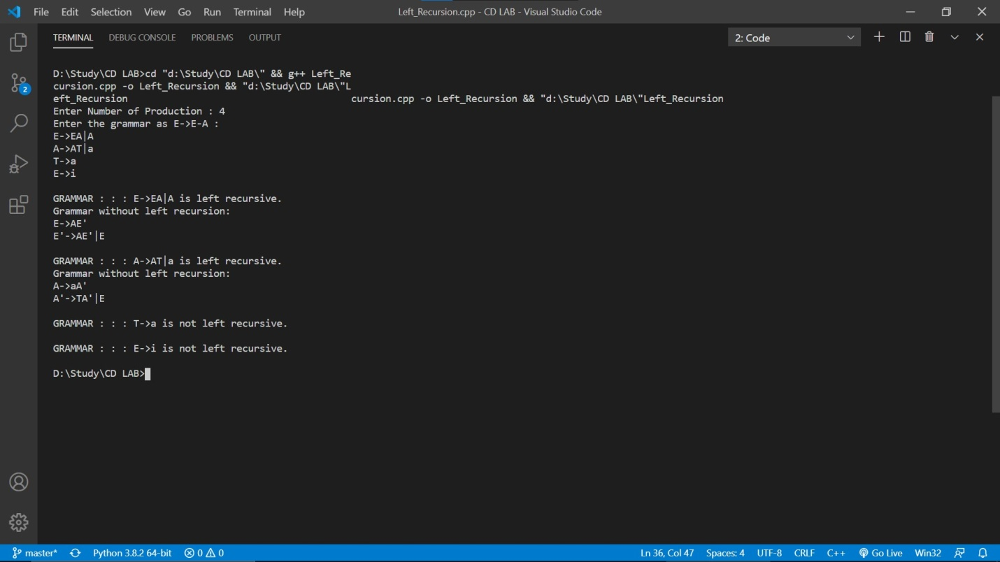 File Edit Selection View Go Run Terminal Help Left_Recursion.cpp - CD LAB - Visual Studio Code
TERMINAL DEBUG CONSOLE PROBLEMS OUTPUT 2: Code
D:\Study\CD LAB>cd "d:\Study\CD LAB\" && g++ Left_Re
cursion.cpp -o Left_Recursion && "d:\Study\CD LAB\"L
eft_Recursion cursion.cpp -o Left_Recursion && "d:\Study\CD LAB\"Left_Recursion
Enter Number of Production : 4
Enter the grammar as E->E-A :
E->EA|A
A->AT|a
T->a
E->i
GRAMMAR : : : E->EA|A is left recursive.
Grammar without left recursion:
E->AE'
E'->AE'|E
GRAMMAR : : : A->AT|a is left recursive.
Grammar without left recursion:
A->aA'
A'->TA'|E
GRAMMAR : : : T->a is not left recursive.
GRAMMAR : : : E->i is not left recursive.
D:\Study\CD LAB>
2
master* Python 3.8.2 64-bit 0 0 Ln 36, Col 47 Spaces: 4 UTF-8 CRLF C++ Go Live Win32